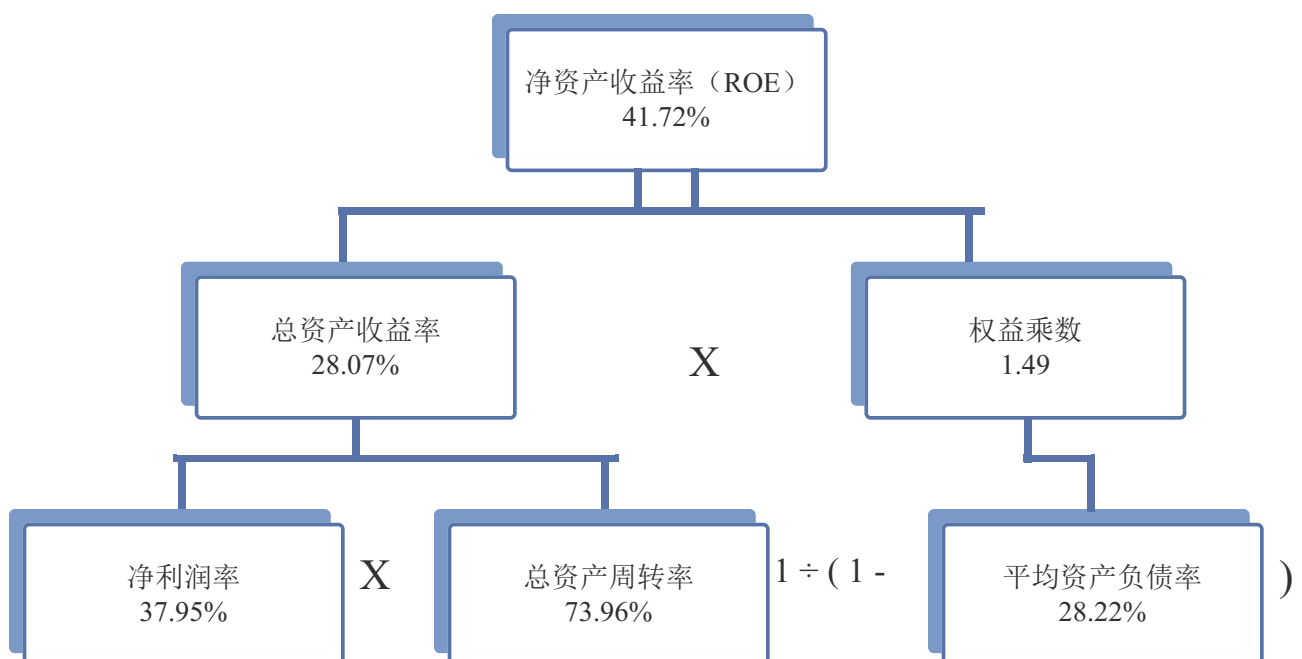 净资产收益率（ROE）
41.72%
总资产收益率
28.07%
X
权益乘数
1.49
净利润率
37.95%
X
总资产周转率
73.96%
1 ÷ ( 1 -
平均资产负债率
28.22%
)